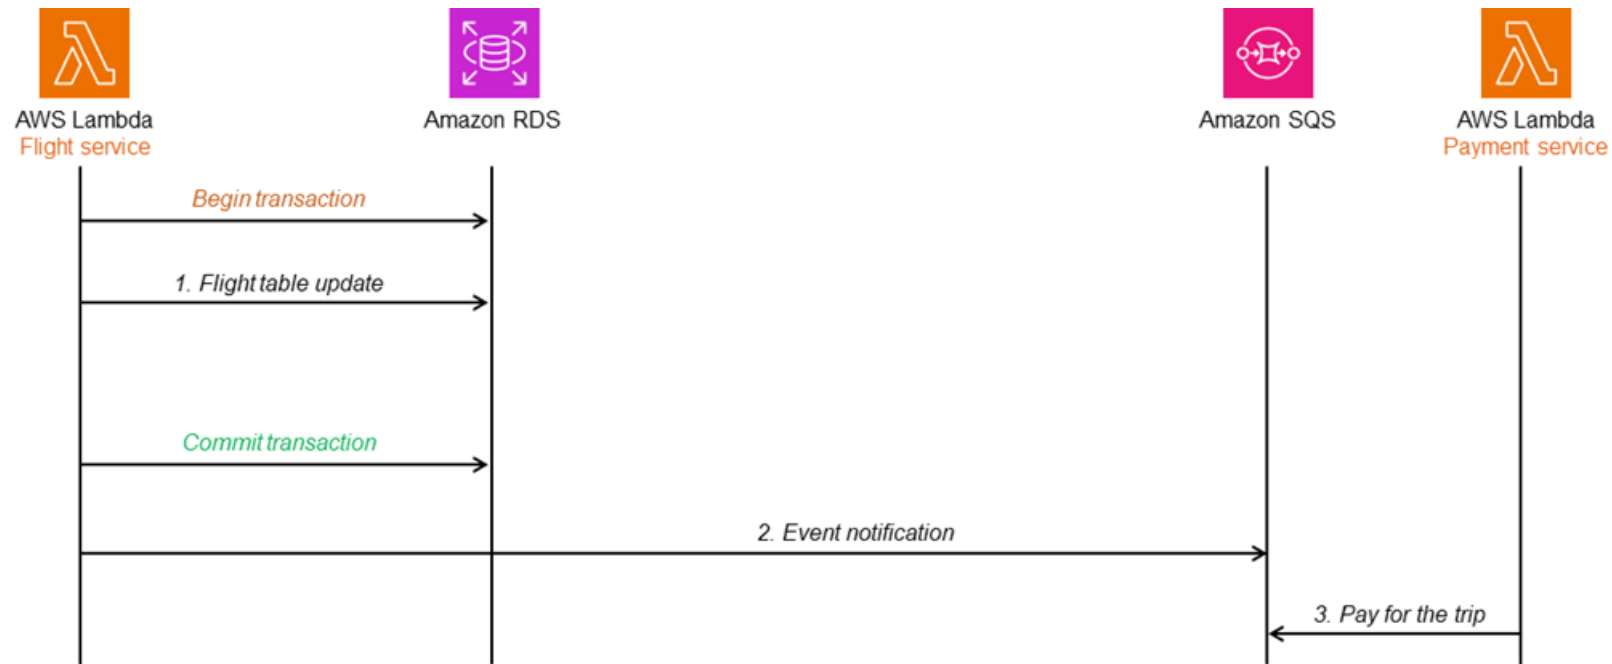 AWS Lambda
Flight service
Amazon RDS
Amazon SQS
AWS Lambda
Payment service
Begin transaction
1. Flight table update
Commit transaction
2. Event notification
3. Pay for the trip